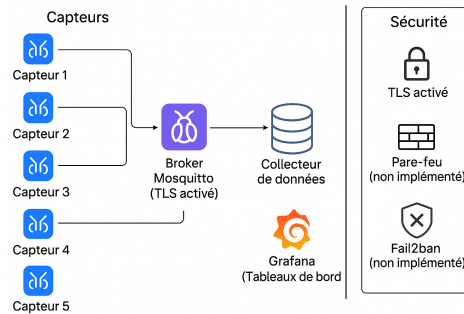 Capteurs
Capteur 1
Capteur 2
Capteur 3
Capteur 4
Capteur 5
Broker
Mosquitto
(TLS activé)
Collecteur
de données
Grafana
(Tableaux de bord
Sécurité
TLS activé
Pare-feu
(non implémenté)
Fail2ban
(non implémenté)